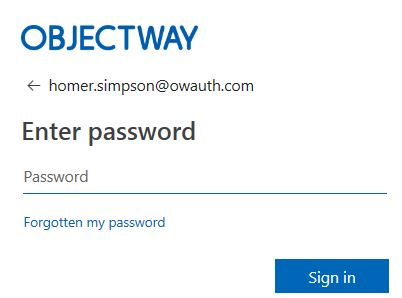 OBJECTWAY
← homer.simpson@owauth.com
Enter password
Password
Forgotten my password
Sign in